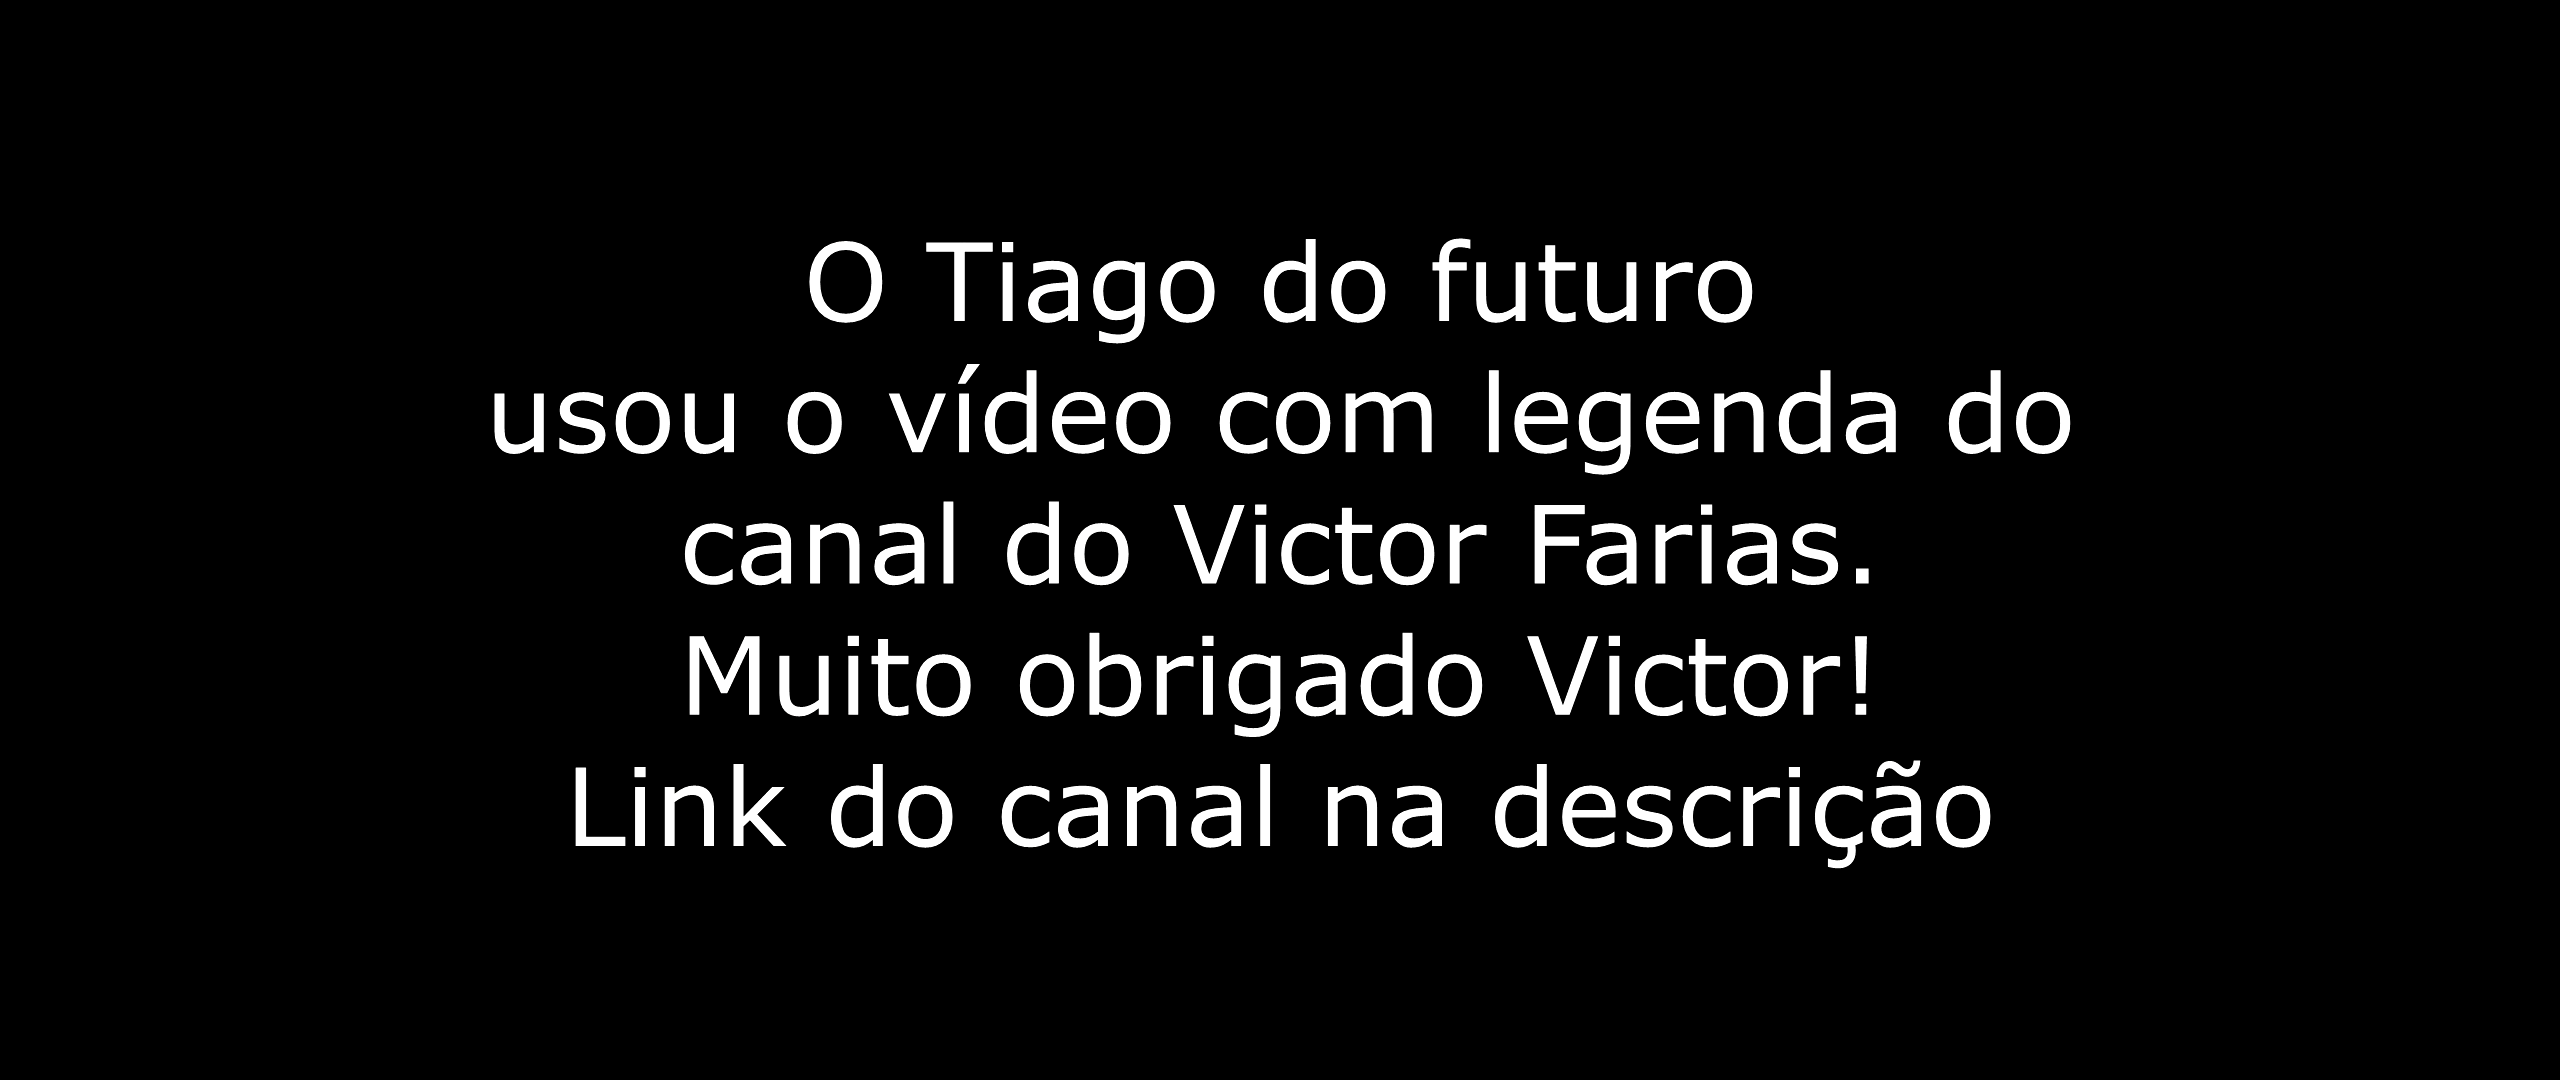 O Tiago do futuro
usou o vídeo com legenda do
canal do Victor Farias.
Muito obrigado Victor!
Link do canal na descrição